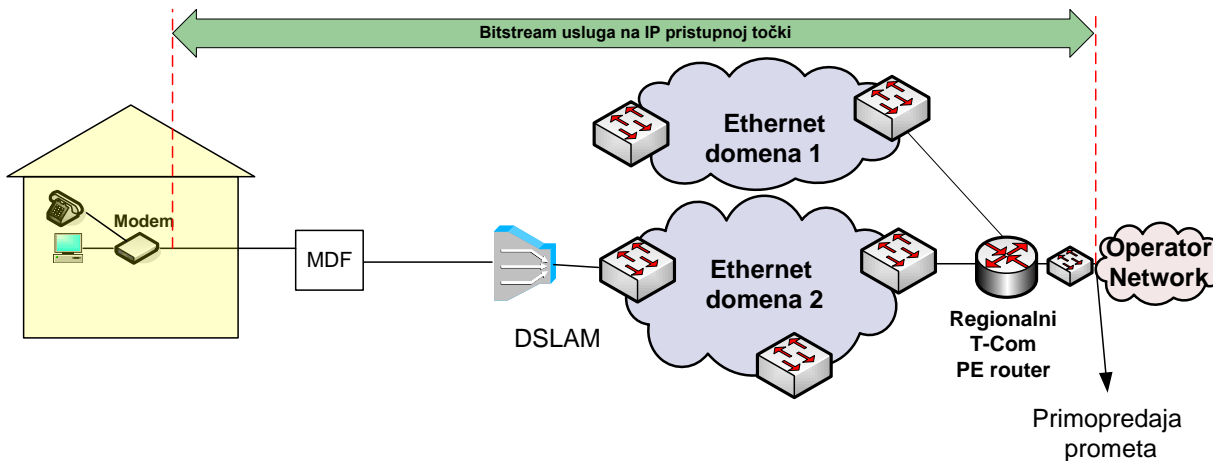 Bitstream usluga na IP pristupnoj točki
Ethernet
domena 1
Modem
MDF
DSLAM
Ethernet
domena 2
Regionalni
T-Com
PE router
Operator
Network
Primopredaja
prometa